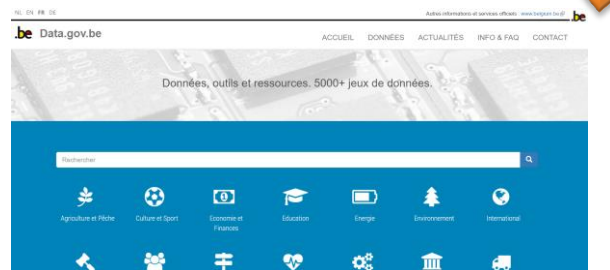 NL EN FR DE
Autres informations et services officiels : www.belgium.be
.be
.be Data.gov.be
ACCUEIL DONNÉES ACTUALITÉS INFO & FAQ CONTACT
Données, outils et ressources. 5000+ jeux de données.
Rechercher
Agriculture et Pêche
Culture et Sport
Economie et
Finances
Education
Energie
Environnement
International